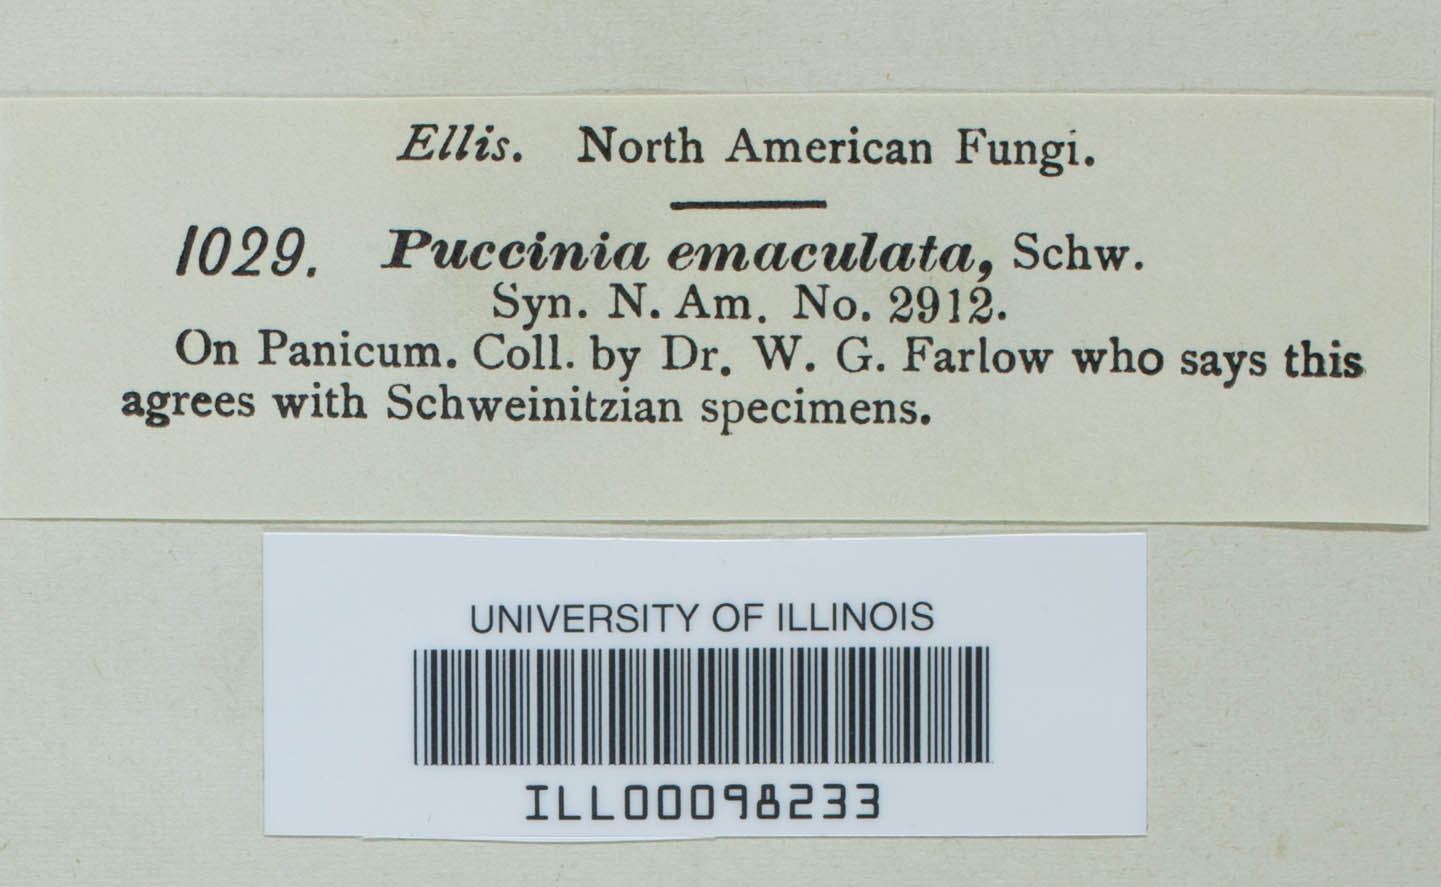 Ellis. North American Fungi.
1029. Puccinia emaculata, Schw.
Syn. N. Am. No. 2912.
On Panicum. Coll. by Dr. W. G. Farlow who says this
agrees with Schweinitzian specimens.
UNIVERSITY OF ILLINOIS
ILL00098233